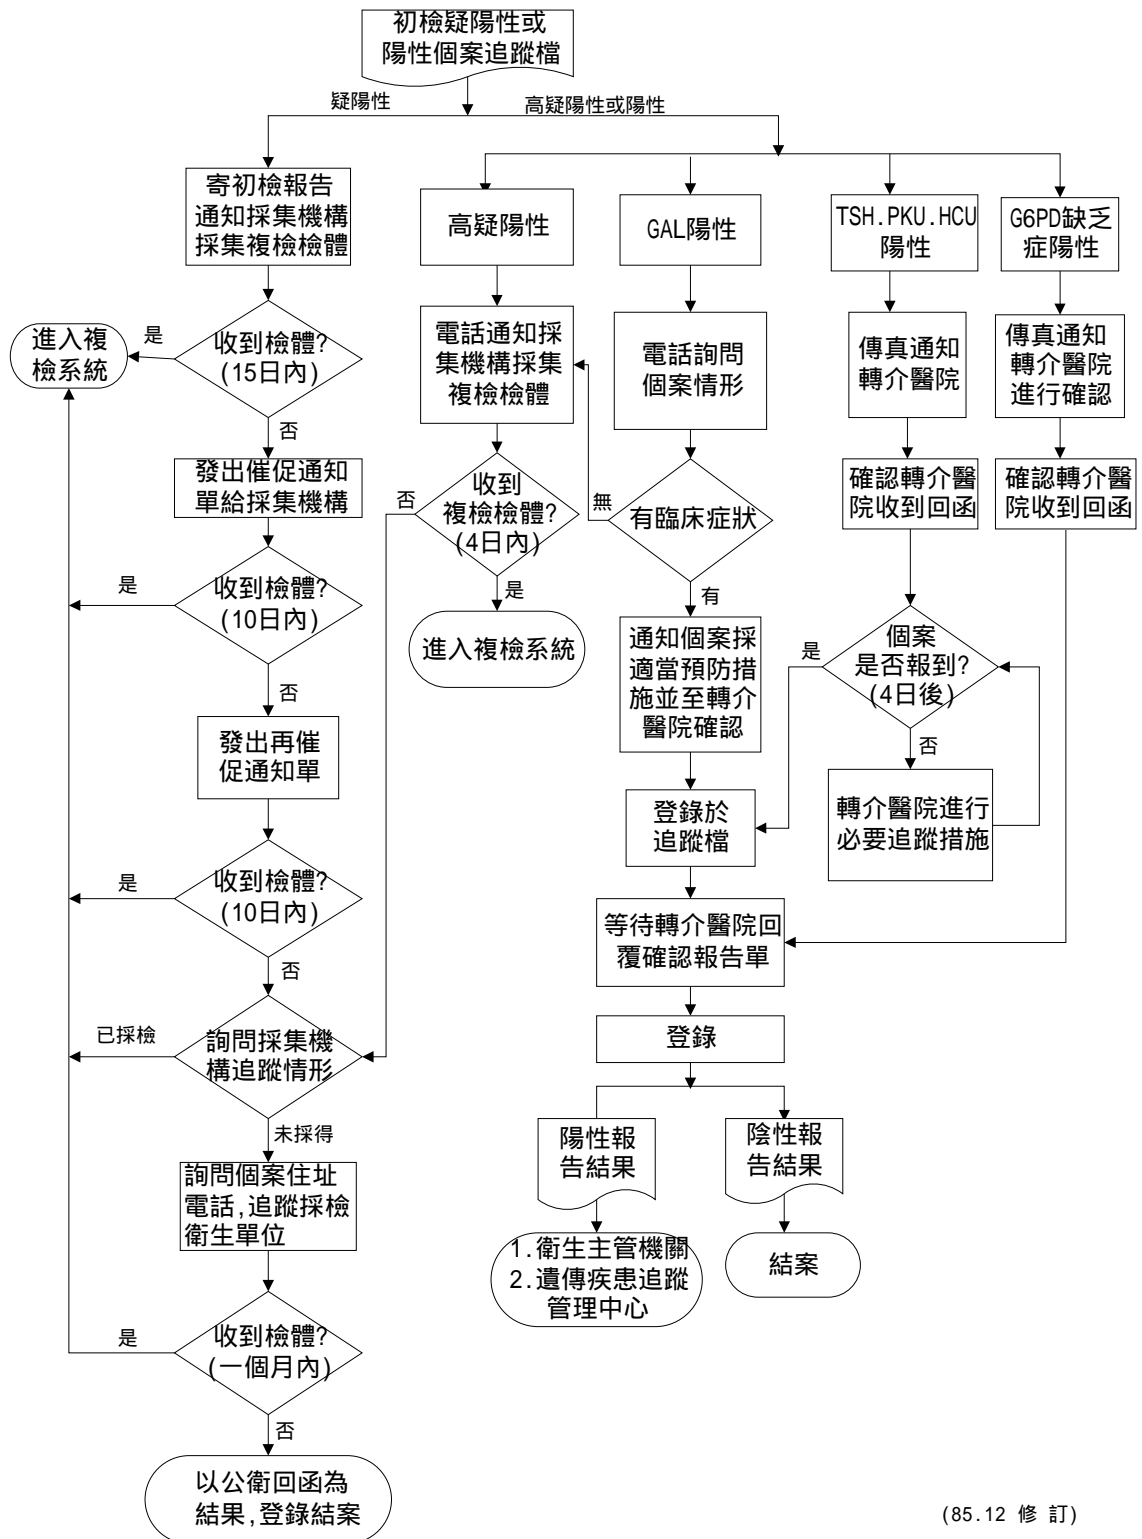 初檢疑陽性或
陽性個案追蹤檔
疑陽性
高疑陽性或陽性
寄初檢報告
通知採集機構
採集複檢檢體
高疑陽性
GAL陽性
TSH.PKU.HCU
陽性
G6PD缺乏
症陽性
進入複
檢系統
是
收到檢體?
(15日內)
否
電話通知採
集機構採集
複檢檢體
電話詢問
個案情形
傳真通知
轉介醫院
傳真通知
轉介醫院
進行確認
發出催促通知
單給採集機構
否
收到
複檢檢體?
(4日內)
是
無
有臨床症狀
有
確認轉介醫
院收到回函
確認轉介醫
院收到回函
是
收到檢體?
(10日內)
否
進入複檢系統
通知個案採
適當預防措
施並至轉介
醫院確認
是
個案
是否報到?
(4日後)
否
發出再催
促通知單
登錄於
追蹤檔
轉介醫院進行
必要追蹤措施
是
收到檢體?
(10日內)
否
等待轉介醫院回
覆確認報告單
已採檢
詢問採集機
構追蹤情形
未採得
登錄
陽性報
告結果
陰性報
告結果
詢問個案住址
電話,追蹤採檢
衛生單位
1.衛生主管機關
2.遺傳疾患追蹤
管理中心
結案
是
收到檢體?
(一個月內)
否
以公衛回函為
結果,登錄結案
(85.12 修 訂)